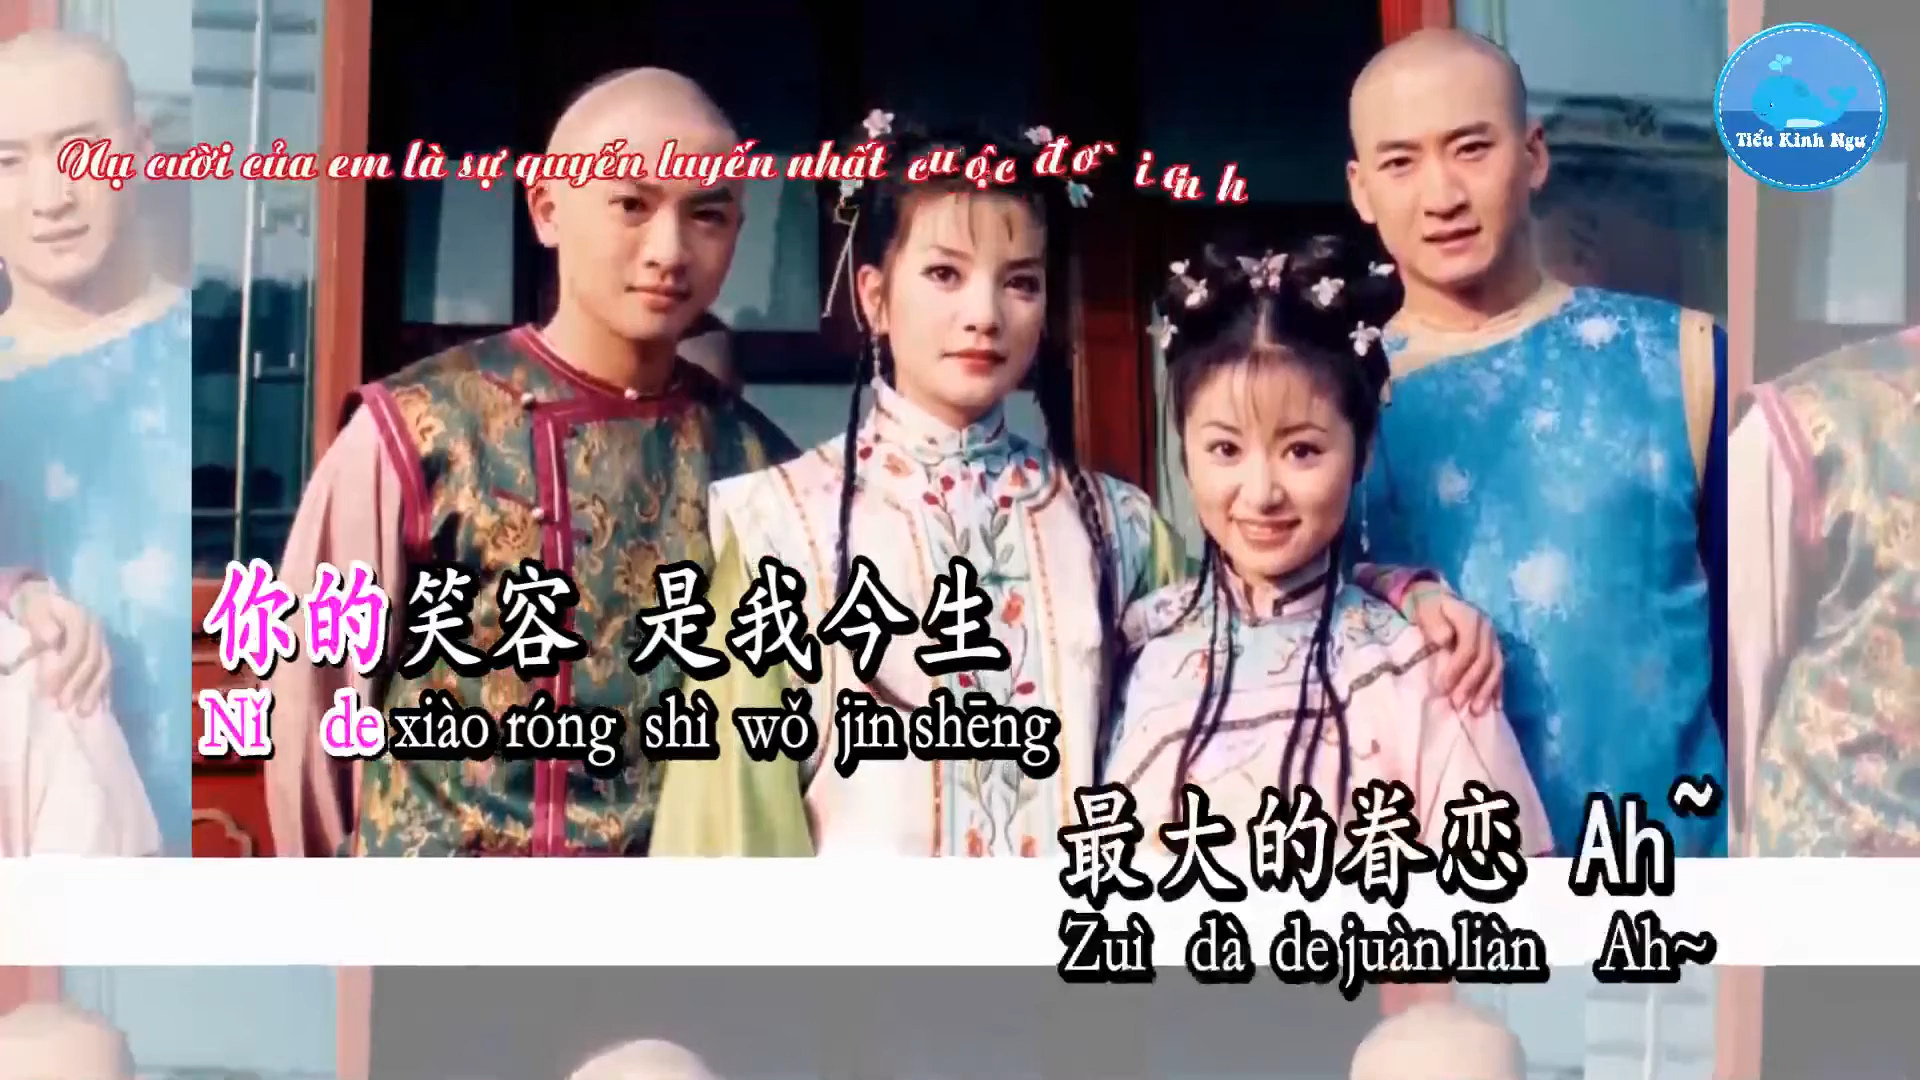 Nụ cười của em là sự quyến luyến nhất cuộc đời anh
Tiểu Kình Ngư
你的笑容 是我今生
Nǐ de xiào róng shì wǒ jīn shēng
最大的眷恋 Ah~
Zuì dà de juàn liàn Ah~